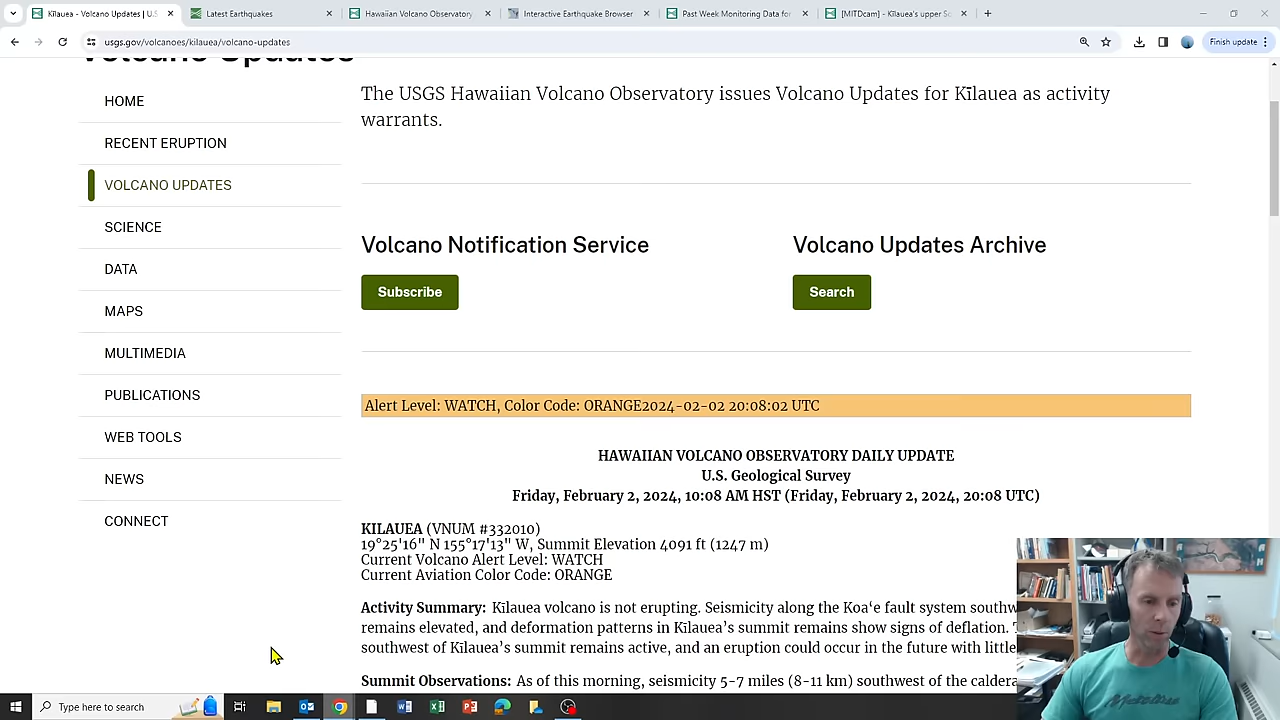 Kīlauea - Volcano Updates | U.S.
Latest Earthquakes
Hawaiian Volcano Observatory
Interactive Earthquake Browser
Past Week Monitoring Data for
[MITDcam] - Kīlauea's upper So
usgs.gov/volcanoes/kilauea/volcano-updates
Finish update
Volcano Updates
HOME
RECENT ERUPTION
VOLCANO UPDATES
SCIENCE
DATA
MAPS
MULTIMEDIA
PUBLICATIONS
WEB TOOLS
NEWS
CONNECT
The USGS Hawaiian Volcano Observatory issues Volcano Updates for Kīlauea as activity
warrants.
Volcano Notification Service
Subscribe
Volcano Updates Archive
Search
Alert Level: WATCH, Color Code: ORANGE2024-02-02 20:08:02 UTC
HAWAIIAN VOLCANO OBSERVATORY DAILY UPDATE
U.S. Geological Survey
Friday, February 2, 2024, 10:08 AM HST (Friday, February 2, 2024, 20:08 UTC)
KILAUEA (VNUM #332010)
19°25'16" N 155°17'13" W, Summit Elevation 4091 ft (1247 m)
Current Volcano Alert Level: WATCH
Current Aviation Color Code: ORANGE
Activity Summary: Kīlauea volcano is not erupting. Seismicity along the Koaʻe fault system southw
remains elevated, and deformation patterns in Kīlauea’s summit remains show signs of deflation.
southwest of Kīlauea’s summit remains active, and an eruption could occur in the future with little
Summit Observations: As of this morning, seismicity 5-7 miles (8-11 km) southwest of the caldera
Type here to search